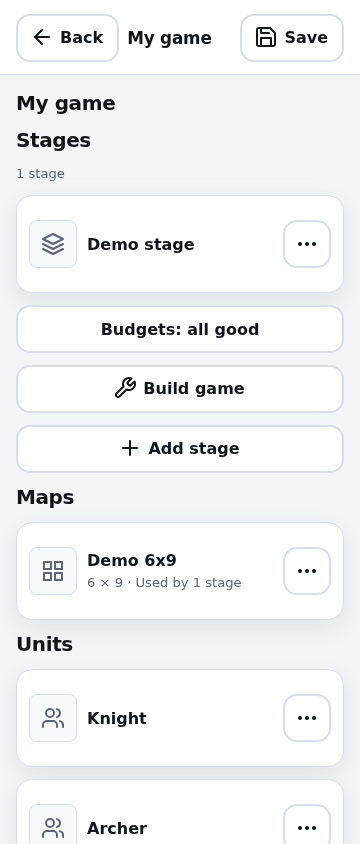 Back
My game
Save
My game
Stages
1 stage
Demo stage
Budgets: all good
Build game
Add stage
Maps
Demo 6x9
6 × 9 · Used by 1 stage
Units
Knight
Archer